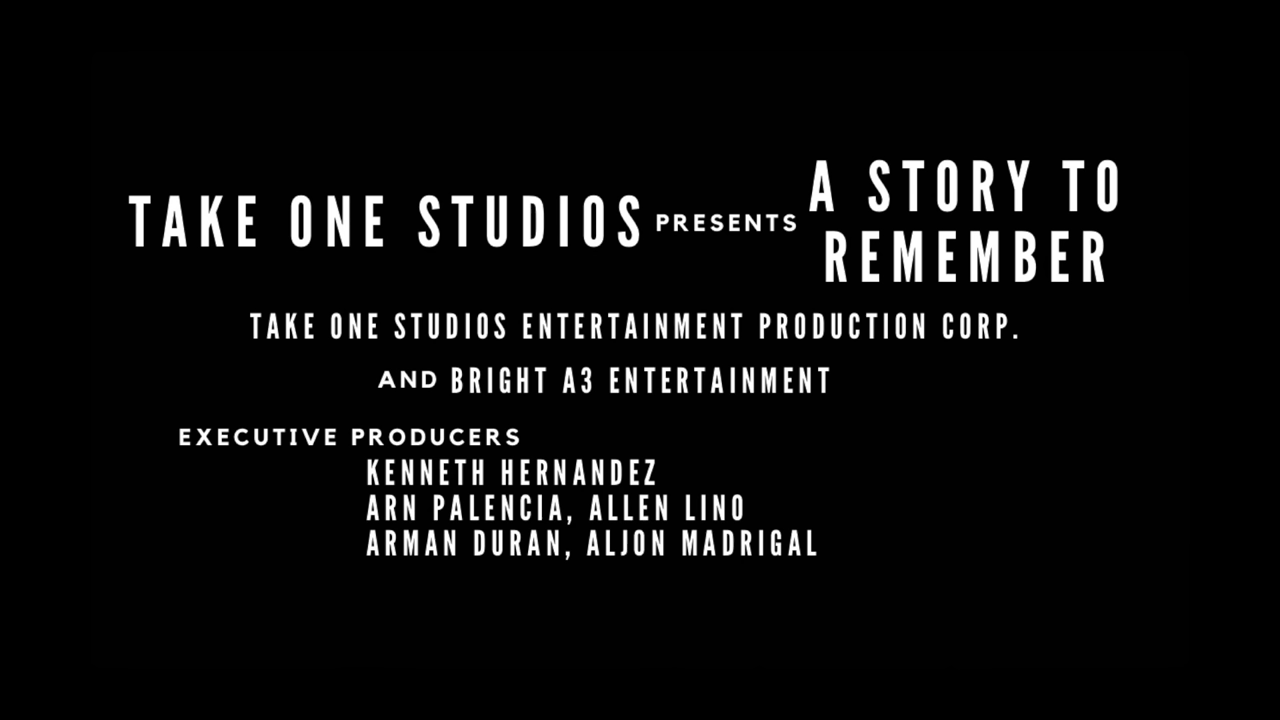 TAKE ONE STUDIOS PRESENTS A STORY TO
REMEMBER
TAKE ONE STUDIOS ENTERTAINMENT PRODUCTION CORP.
AND BRIGHT A3 ENTERTAINMENT
EXECUTIVE PRODUCERS
KENNETH HERNANDEZ
ARN PALENCIA, ALLEN LINO
ARMAN DURAN, ALJON MADRIGAL